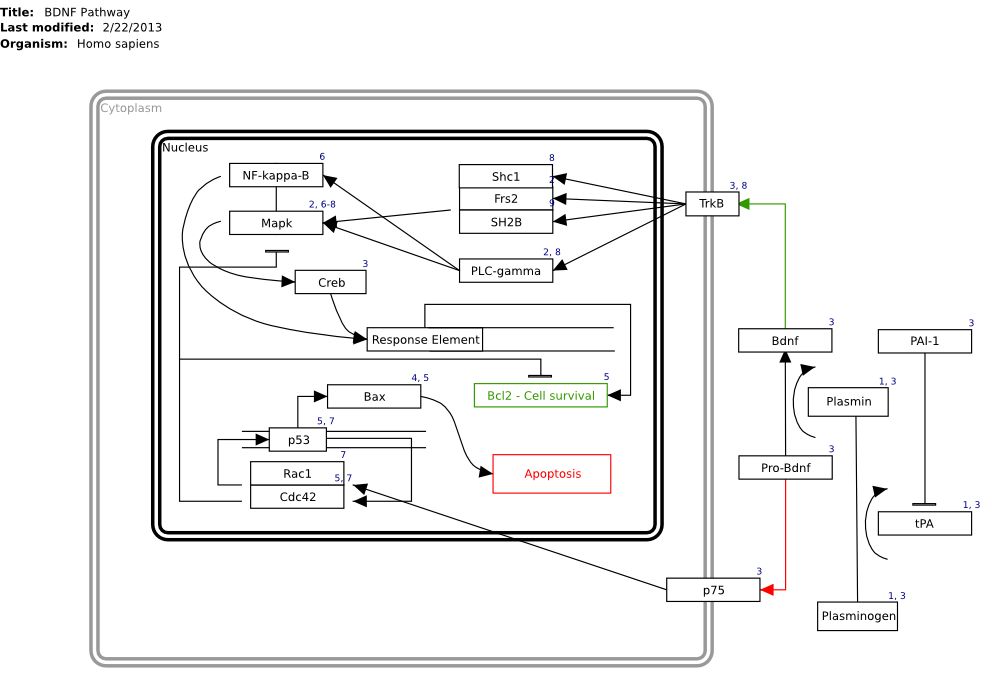 Title: BDNF Pathway
Last modified: 2/22/2013
Organism: Homo sapiens
Cytoplasm
Nucleus
NF-kappa-B
6
Mapk
2, 6-8
Creb
3
Shc1
8
Frs2
2
SH2B
9
PLC-gamma
2, 8
TrkB
3, 8
Response Element
Bcl2 - Cell survival
5
Bax
4, 5
p53
5, 7
Rac1
7
Cdc42
5, 7
Apoptosis
Bdnf
3
PAI-1
3
Plasmin
1, 3
Pro-Bdnf
3
tPA
1, 3
p75
3
Plasminogen
1, 3